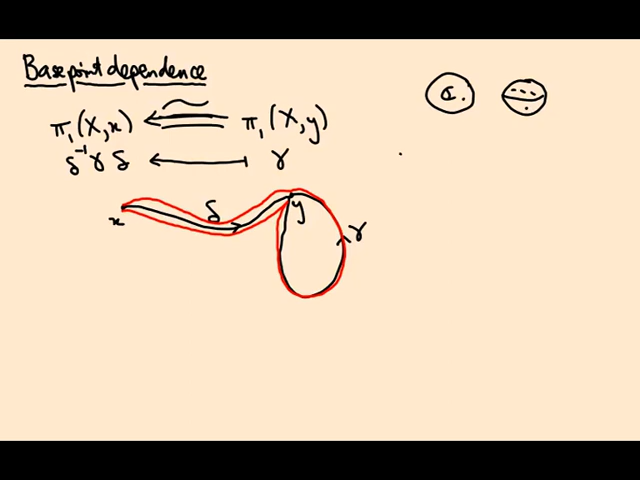 Basepoint dependence
π₁(X,x) ⟸ ~ π₁(X,y)
δ⁻¹γδ ⟻ γ
δ
x
y
γ